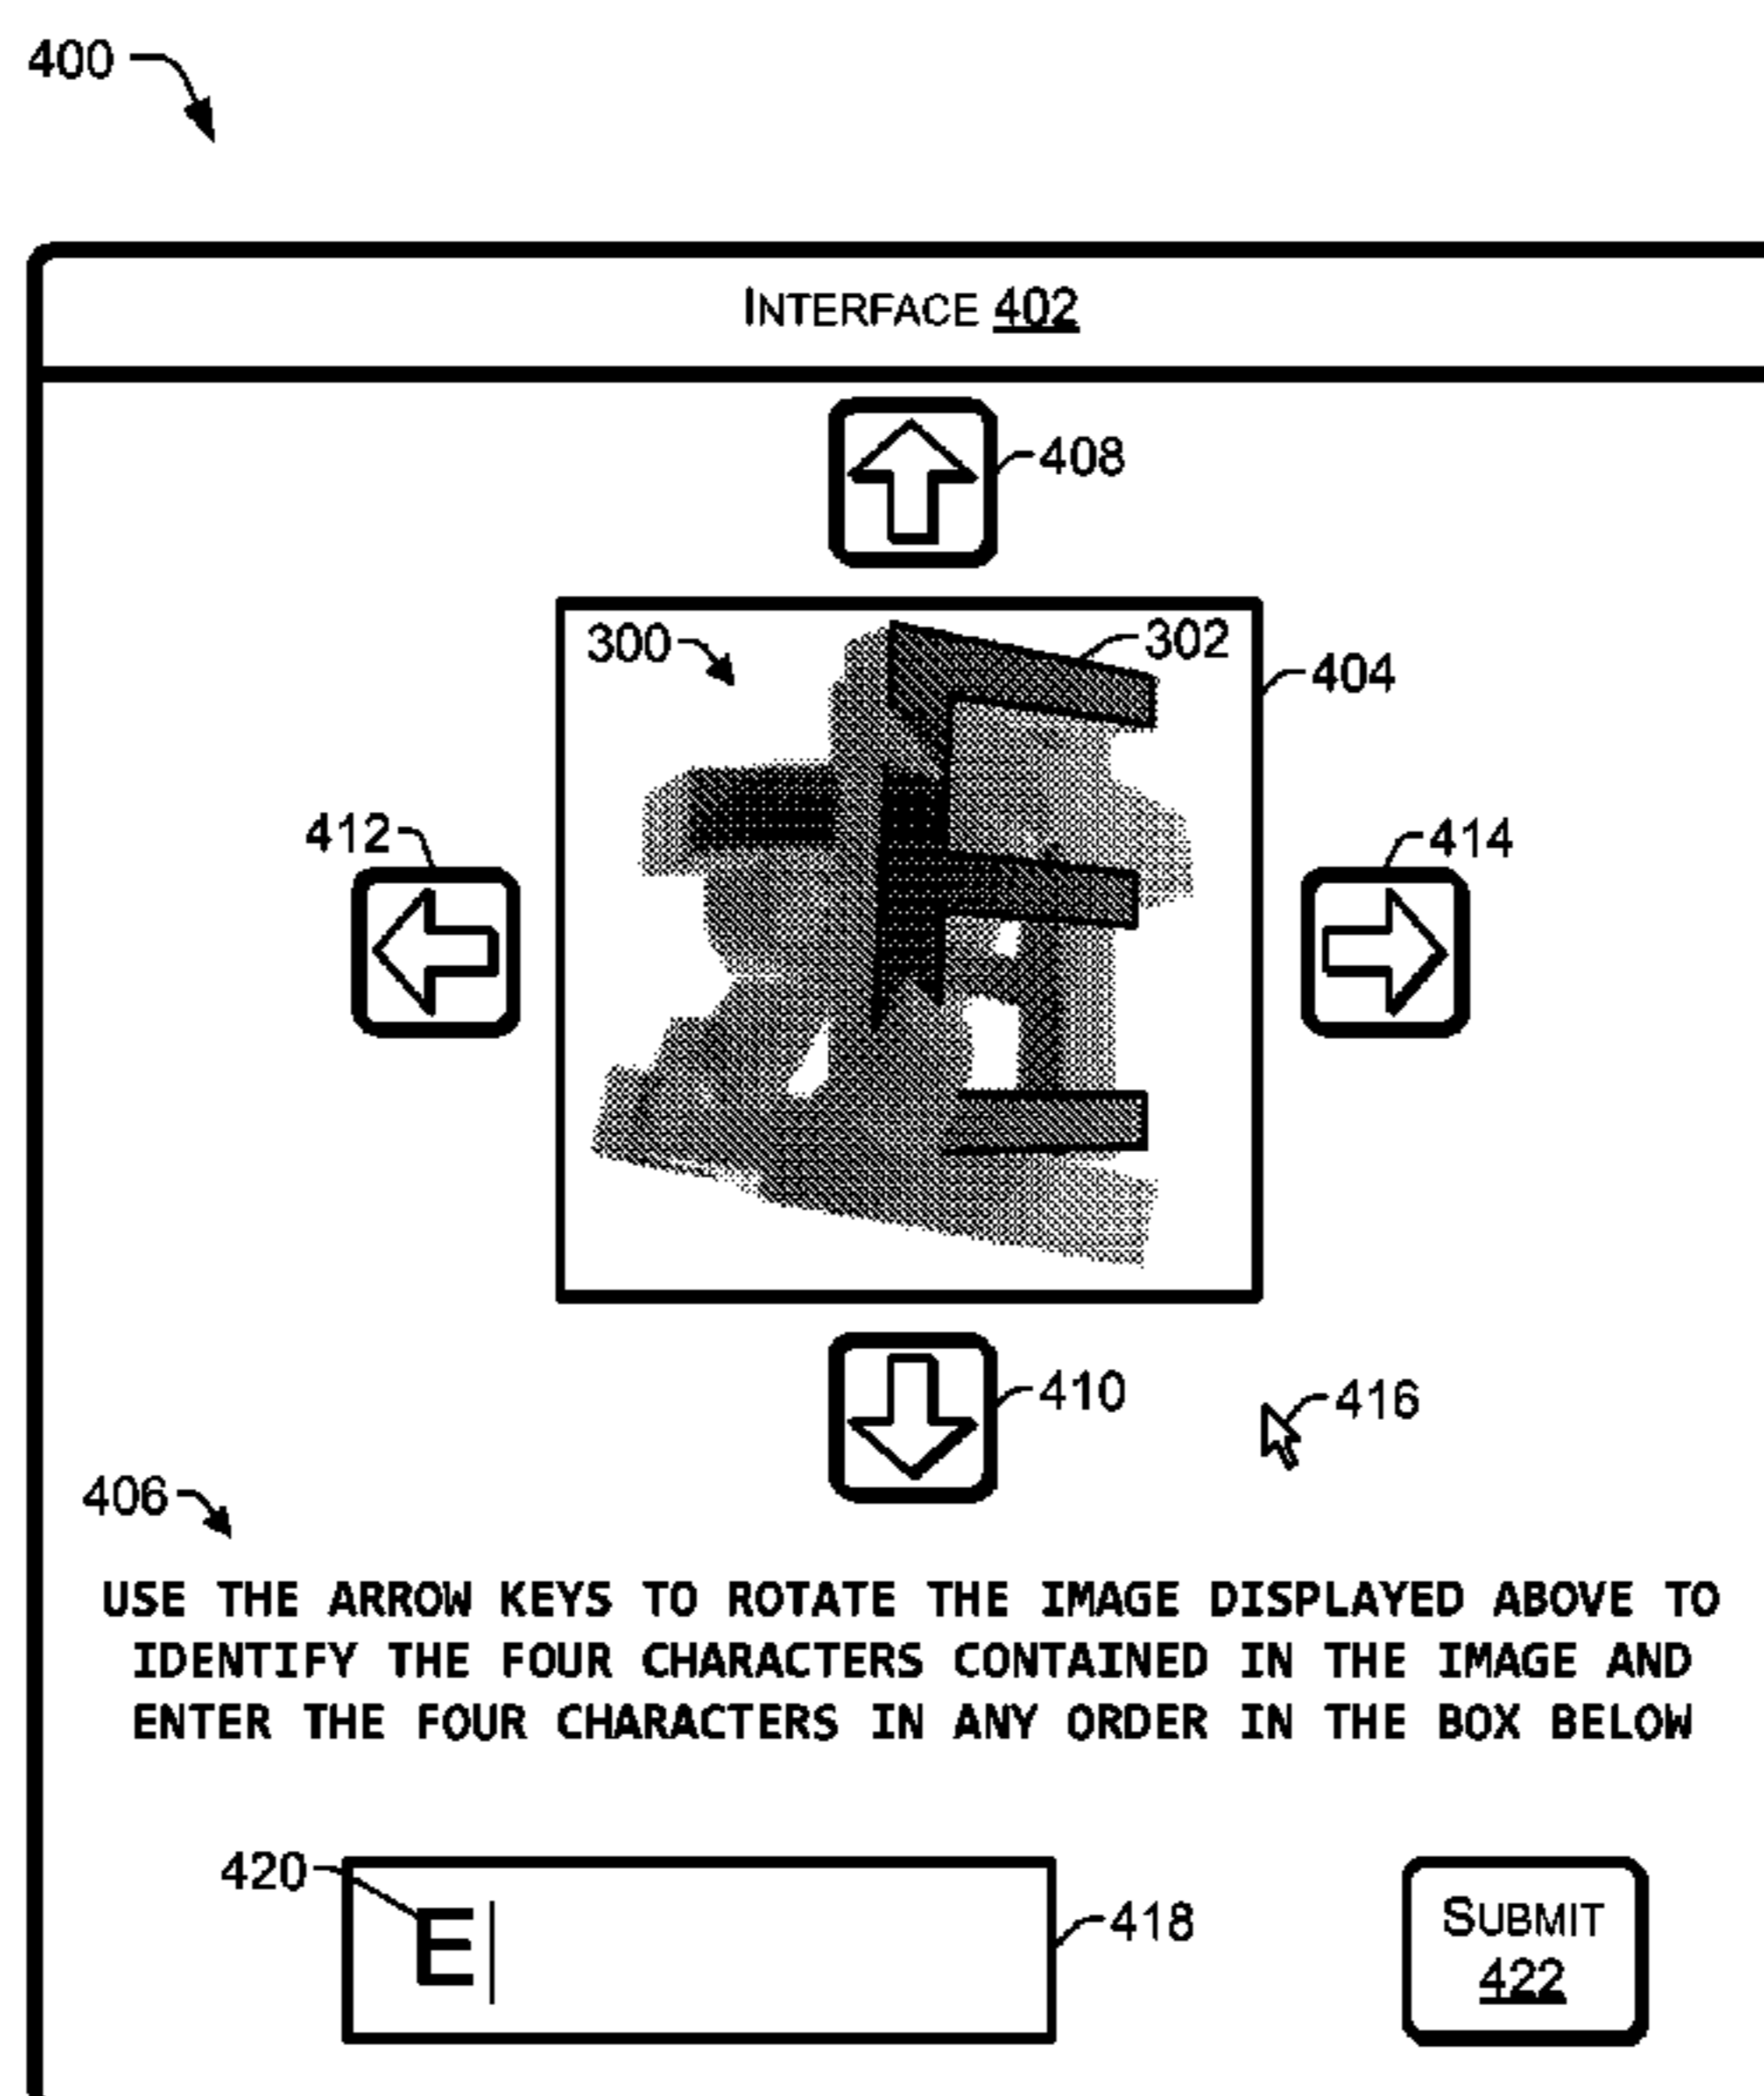 400
INTERFACE 402
408
300
302
404
412
414
410
416
406
USE THE ARROW KEYS TO ROTATE THE IMAGE DISPLAYED ABOVE TO
IDENTIFY THE FOUR CHARACTERS CONTAINED IN THE IMAGE AND
ENTER THE FOUR CHARACTERS IN ANY ORDER IN THE BOX BELOW
420
E
418
SUBMIT
422